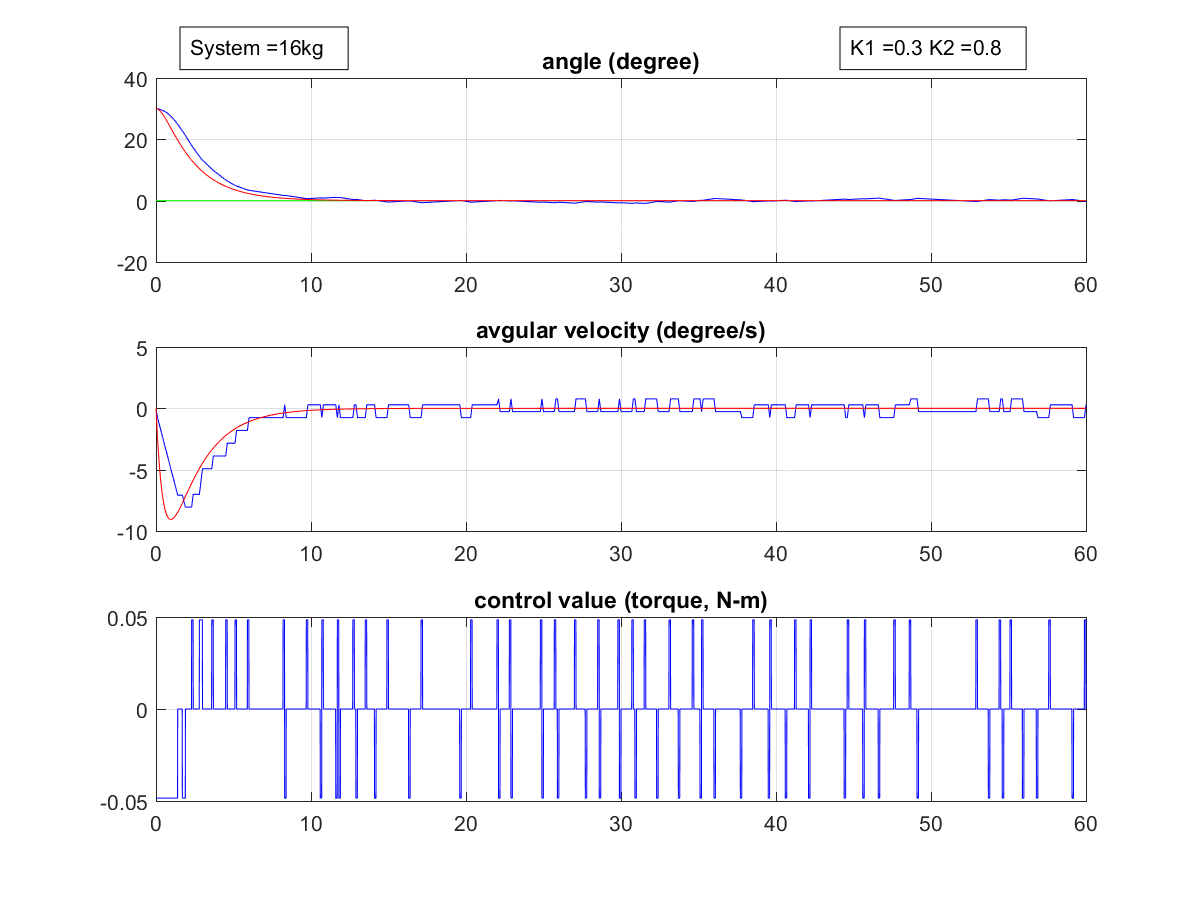 System =16kg
K1 =0.3 K2 =0.8
angle (degree)
40
20
0
-20
0 10 20 30 40 50 60
avgular velocity (degree/s)
5
0
-5
-10
0 10 20 30 40 50 60
control value (torque, N-m)
0.05
0
-0.05
0 10 20 30 40 50 60